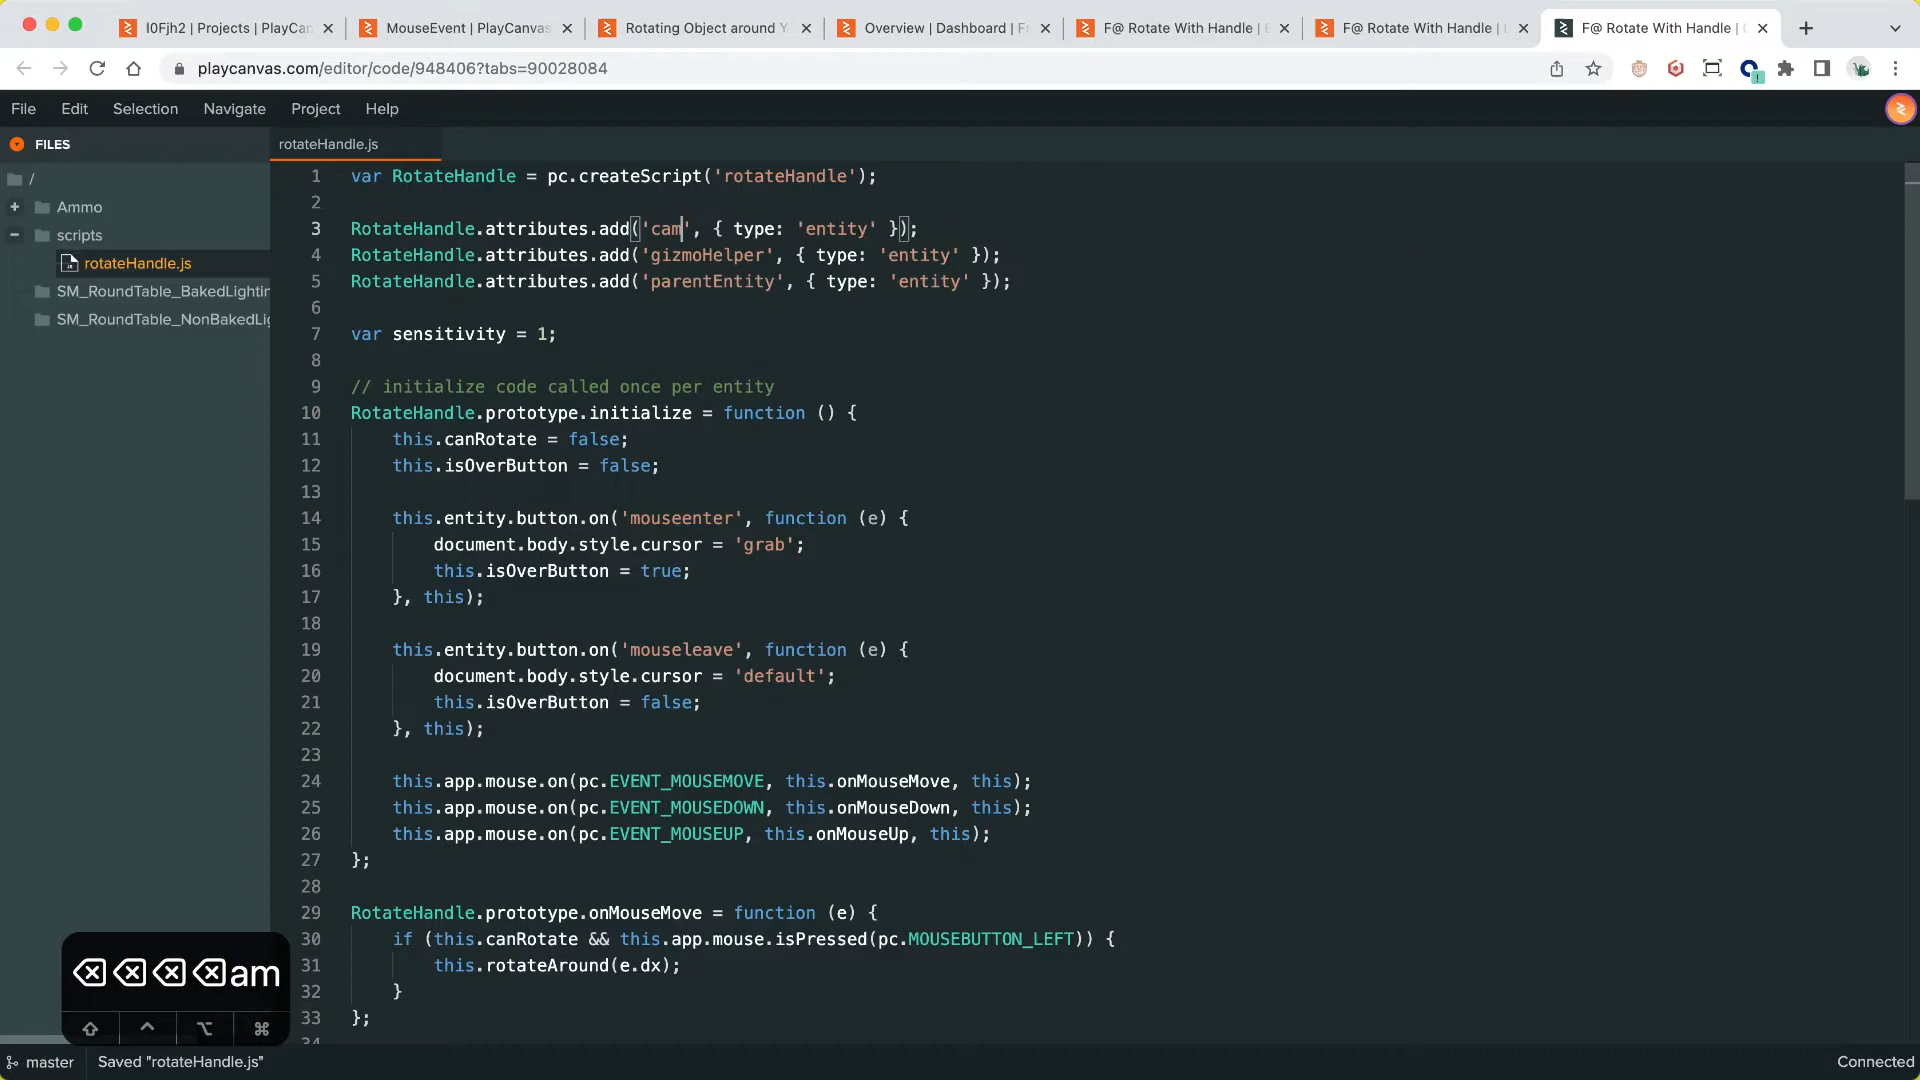 I0Fjh2 | Projects | PlayCan
MouseEvent | PlayCanvas
Rotating Object around Y
Overview | Dashboard | F
F@ Rotate With Handle | E
F@ Rotate With Handle | L
F@ Rotate With Handle | C
playcanvas.com/editor/code/948406?tabs=90028084
File Edit Selection Navigate Project Help
FILES
rotateHandle.js
/
Ammo
scripts
rotateHandle.js
SM_RoundTable_BakedLightin
SM_RoundTable_NonBakedLig
1 var RotateHandle = pc.createScript('rotateHandle');
2
3 RotateHandle.attributes.add('cam', { type: 'entity' });
4 RotateHandle.attributes.add('gizmoHelper', { type: 'entity' });
5 RotateHandle.attributes.add('parentEntity', { type: 'entity' });
6
7 var sensitivity = 1;
8
9 // initialize code called once per entity
10 RotateHandle.prototype.initialize = function () {
11 this.canRotate = false;
12 this.isOverButton = false;
13
14 this.entity.button.on('mouseenter', function (e) {
15 document.body.style.cursor = 'grab';
16 this.isOverButton = true;
17 }, this);
18
19 this.entity.button.on('mouseleave', function (e) {
20 document.body.style.cursor = 'default';
21 this.isOverButton = false;
22 }, this);
23
24 this.app.mouse.on(pc.EVENT_MOUSEMOVE, this.onMouseMove, this);
25 this.app.mouse.on(pc.EVENT_MOUSEDOWN, this.onMouseDown, this);
26 this.app.mouse.on(pc.EVENT_MOUSEUP, this.onMouseUp, this);
27 };
28
29 RotateHandle.prototype.onMouseMove = function (e) {
30 if (this.canRotate && this.app.mouse.isPressed(pc.MOUSEBUTTON_LEFT)) {
31 this.rotateAround(e.dx);
32 }
33 };
34
⌫⌫⌫⌫am
⇧ ⌃ ⌥ ⌘
master Saved "rotateHandle.js"
Connected